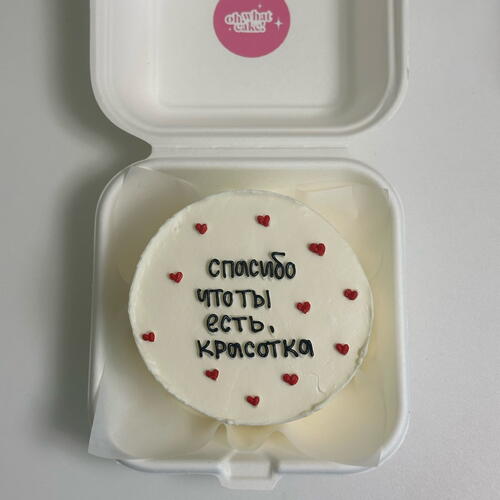 oh what
cake!
спасибо
что ты
есть,
красотка